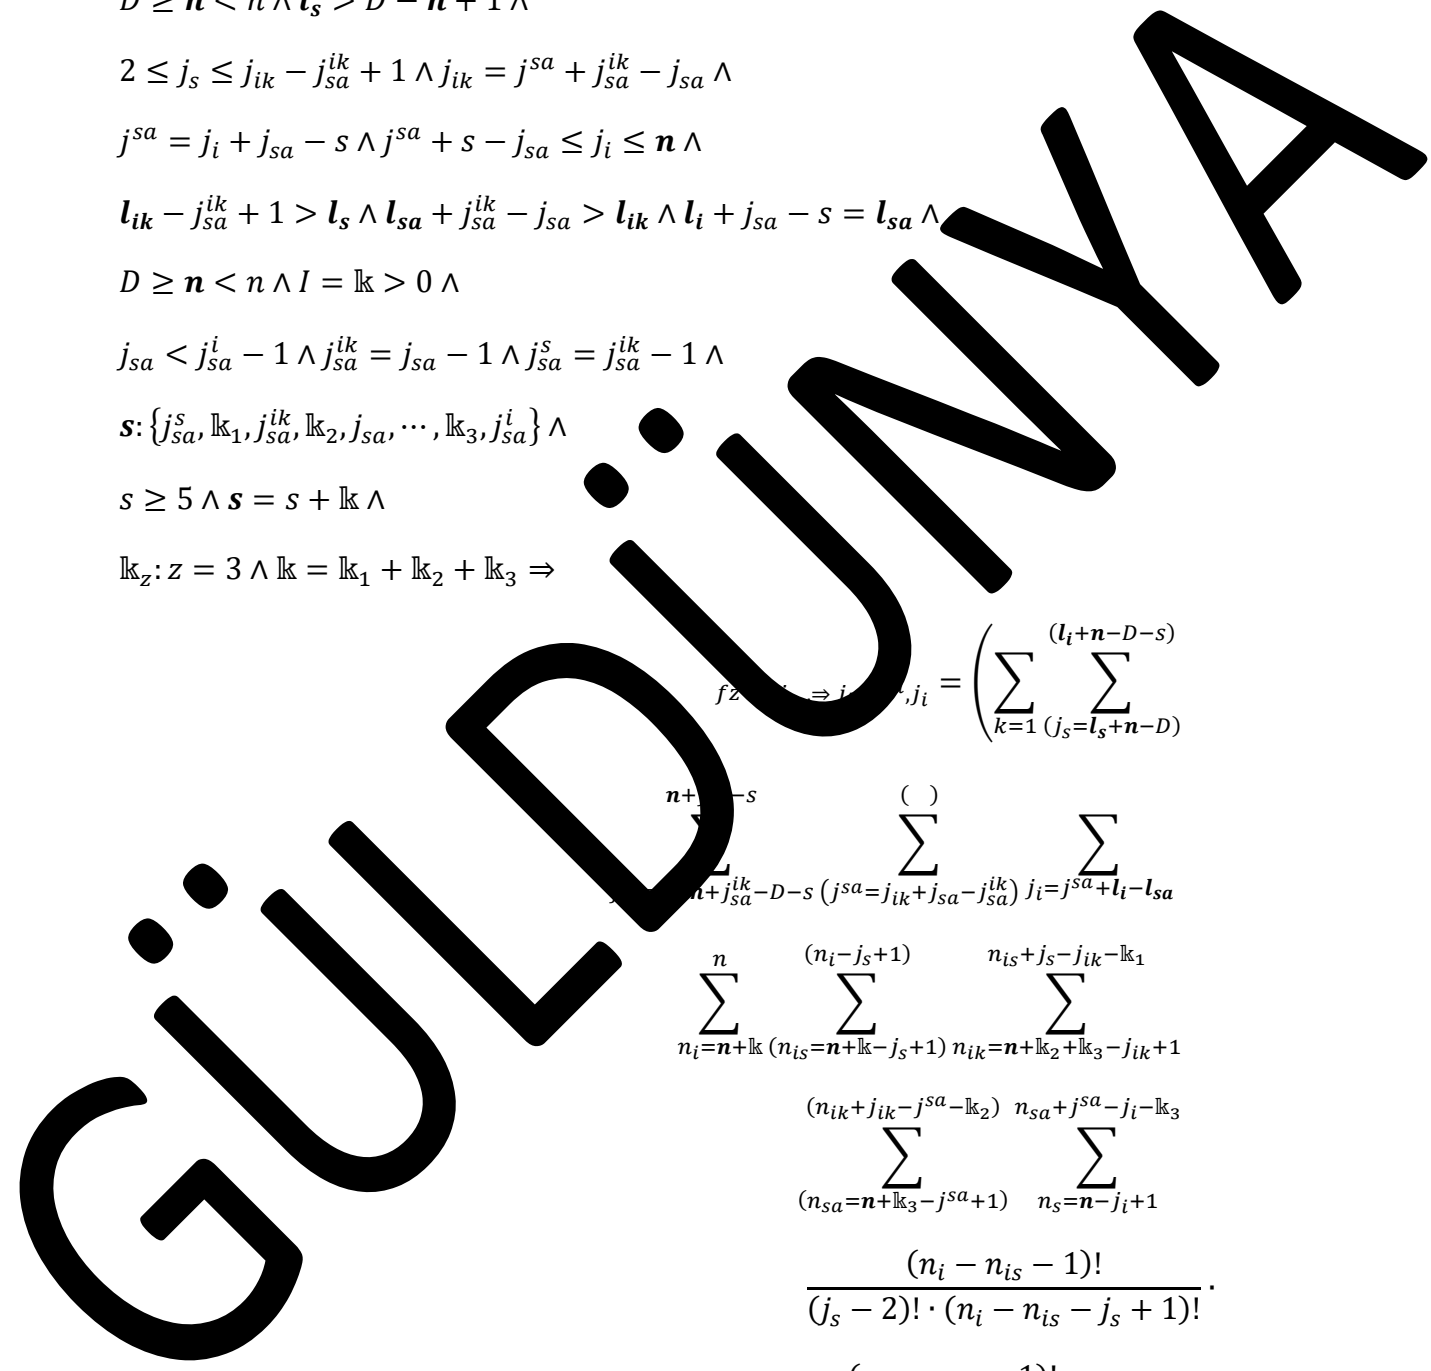 D ≥ 𝒏 < n ∧ 𝒍_𝒔 > D − 𝒏 + 1 ∧
2 ≤ j_s ≤ j_{ik} − j_{sa}^{ik} + 1 ∧ j_{ik} = j^{sa} + j_{sa}^{ik} − j_{sa} ∧
j^{sa} = j_i + j_{sa} − s ∧ j^{sa} + s − j_{sa} ≤ j_i ≤ 𝒏 ∧
𝒍_{𝒊𝒌} − j_{sa}^{ik} + 1 > 𝒍_𝒔 ∧ 𝒍_{𝒔𝒂} + j_{sa}^{ik} − j_{sa} > 𝒍_{𝒊𝒌} ∧ 𝒍_𝒊 + j_{sa} − s = 𝒍_{𝒔𝒂} ∧
D ≥ 𝒏 < n ∧ I = 𝕜 > 0 ∧
j_{sa} < j_{sa}^i − 1 ∧ j_{sa}^{ik} = j_{sa} − 1 ∧ j_{sa}^s = j_{sa}^{ik} − 1 ∧
𝒔: {j_{sa}^s, 𝕜_1, j_{sa}^{ik}, 𝕜_2, j_{sa}, ⋯ , 𝕜_3, j_{sa}^i} ∧
s ≥ 5 ∧ 𝒔 = s + 𝕜 ∧
𝕜_z: z = 3 ∧ 𝕜 = 𝕜_1 + 𝕜_2 + 𝕜_3 ⇒
,j_i = ( ∑_{k=1} ∑_{(j_s=𝒍_𝒔+𝒏−D)}^{(𝒍_𝒊+𝒏−D−s)}
∑ ∑_{(j^{sa}=j_{ik}+j_{sa}−j_{sa}^{ik})}^{( )} ∑_{j_i=j^{sa}+𝒍_𝒊−𝒍_{𝒔𝒂}}
∑_{n_i=𝒏+𝕜}^{n} ∑_{(n_{is}=𝒏+𝕜−j_s+1)}^{(n_i−j_s+1)} ∑_{n_{ik}=𝒏+𝕜_2+𝕜_3−j_{ik}+1}^{n_{is}+j_s−j_{ik}−𝕜_1}
∑_{(n_{sa}=𝒏+𝕜_3−j^{sa}+1)}^{(n_{ik}+j_{ik}−j^{sa}−𝕜_2)} ∑_{n_s=𝒏−j_i+1}^{n_{sa}+j^{sa}−j_i−𝕜_3}
(n_i − n_{is} − 1)!
(j_s − 2)! · (n_i − n_{is} − j_s + 1)! ·
GÜLDÜNYA